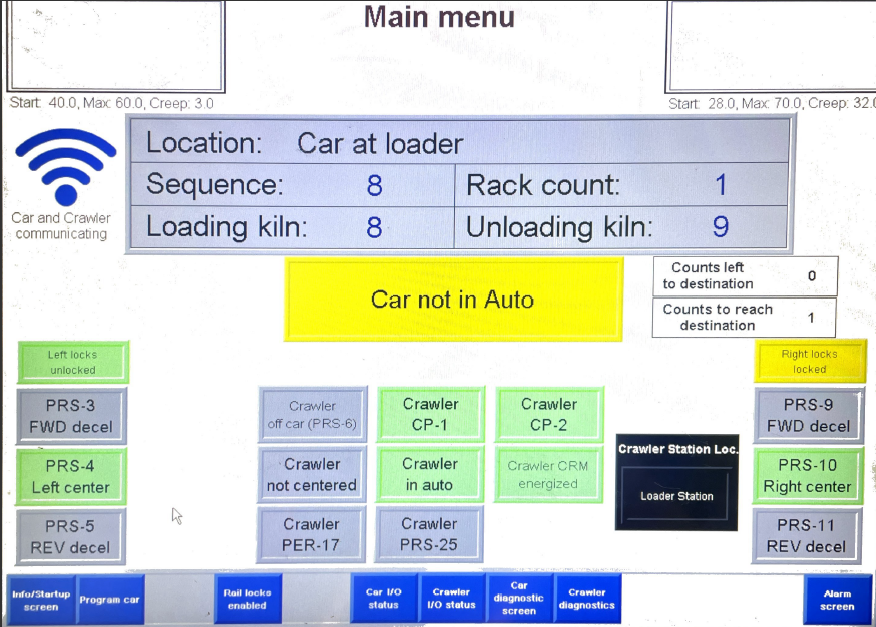 Main menu
Start: 40.0, Max: 60.0, Creep: 3.0
Start: 28.0, Max: 70.0, Creep: 32.0
Location: Car at loader
Sequence: 8
Rack count: 1
Loading kiln: 8
Unloading kiln: 9
Car and Crawler
communicating
Car not in Auto
Counts left
to destination
0
Counts to reach
destination
1
Left locks
unlocked
Right locks
locked
PRS-3
FWD decel
Crawler
off car (PRS-6)
Crawler
CP-1
Crawler
CP-2
PRS-9
FWD decel
PRS-4
Left center
Crawler
not centered
Crawler
in auto
Crawler CRM
energized
Crawler Station Loc.
Loader Station
PRS-10
Right center
PRS-5
REV decel
Crawler
PER-17
Crawler
PRS-25
PRS-11
REV decel
Info/Startup
screen
Program car
Rail locks
enabled
Car I/O
status
Crawler
I/O status
Car
diagnostic
screen
Crawler
diagnostics
Alarm
screen